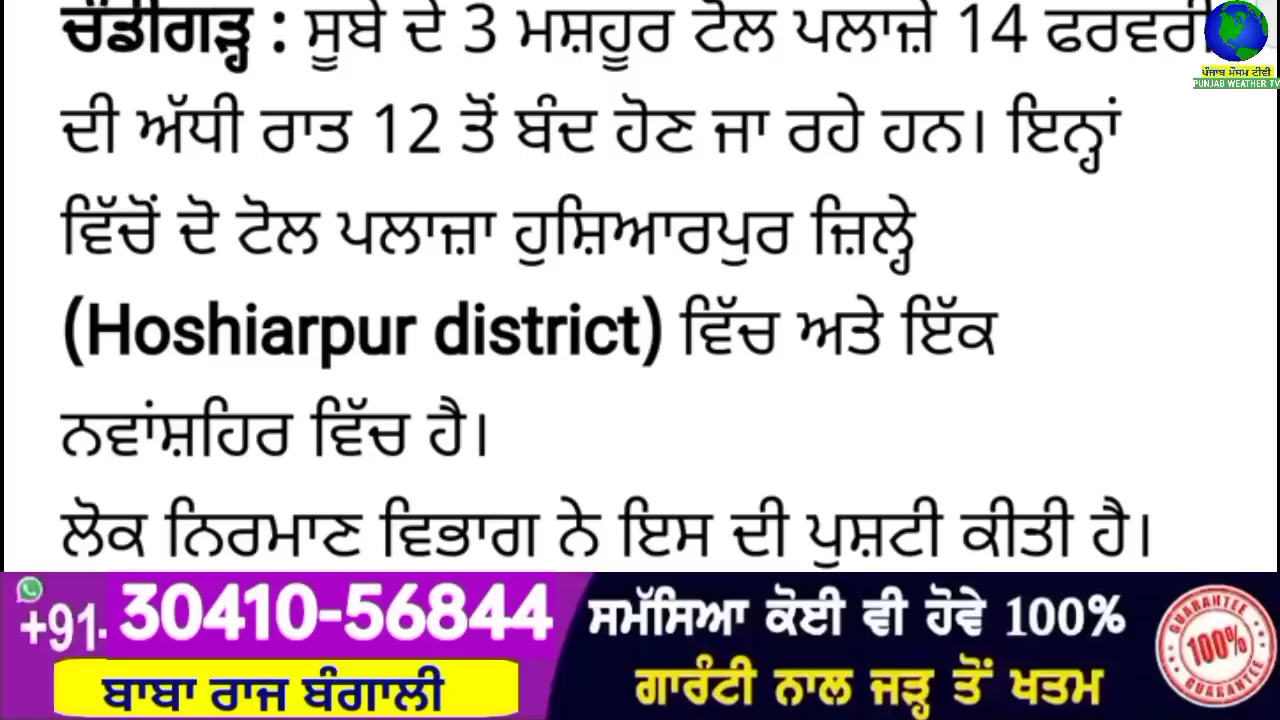 ਚੰਡੀਗੜ੍ਹ : ਸੂਬੇ ਦੇ 3 ਮਸ਼ਹੂਰ ਟੋਲ ਪਲਾਜ਼ੇ 14 ਫਰਵਰੀ
ਪੰਜਾਬ ਮੌਸਮ ਟੀਵੀ
PUNJAB WEATHER TV
ਦੀ ਅੱਧੀ ਰਾਤ 12 ਤੋਂ ਬੰਦ ਹੋਣ ਜਾ ਰਹੇ ਹਨ। ਇਨ੍ਹਾਂ
ਵਿੱਚੋਂ ਦੋ ਟੋਲ ਪਲਾਜ਼ਾ ਹੁਸ਼ਿਆਰਪੁਰ ਜ਼ਿਲ੍ਹੇ
(Hoshiarpur district) ਵਿੱਚ ਅਤੇ ਇੱਕ
ਨਵਾਂਸ਼ਹਿਰ ਵਿੱਚ ਹੈ।
ਲੋਕ ਨਿਰਮਾਣ ਵਿਭਾਗ ਨੇ ਇਸ ਦੀ ਪੁਸ਼ਟੀ ਕੀਤੀ ਹੈ।
+91- 30410-56844
ਬਾਬਾ ਰਾਜ ਬੰਗਾਲੀ
ਸਮੱਸਿਆ ਕੋਈ ਵੀ ਹੋਵੇ 100%
ਗਾਰੰਟੀ ਨਾਲ ਜੜ੍ਹ ਤੋਂ ਖਤਮ
GUARANTEE
100%
GUARANTEE